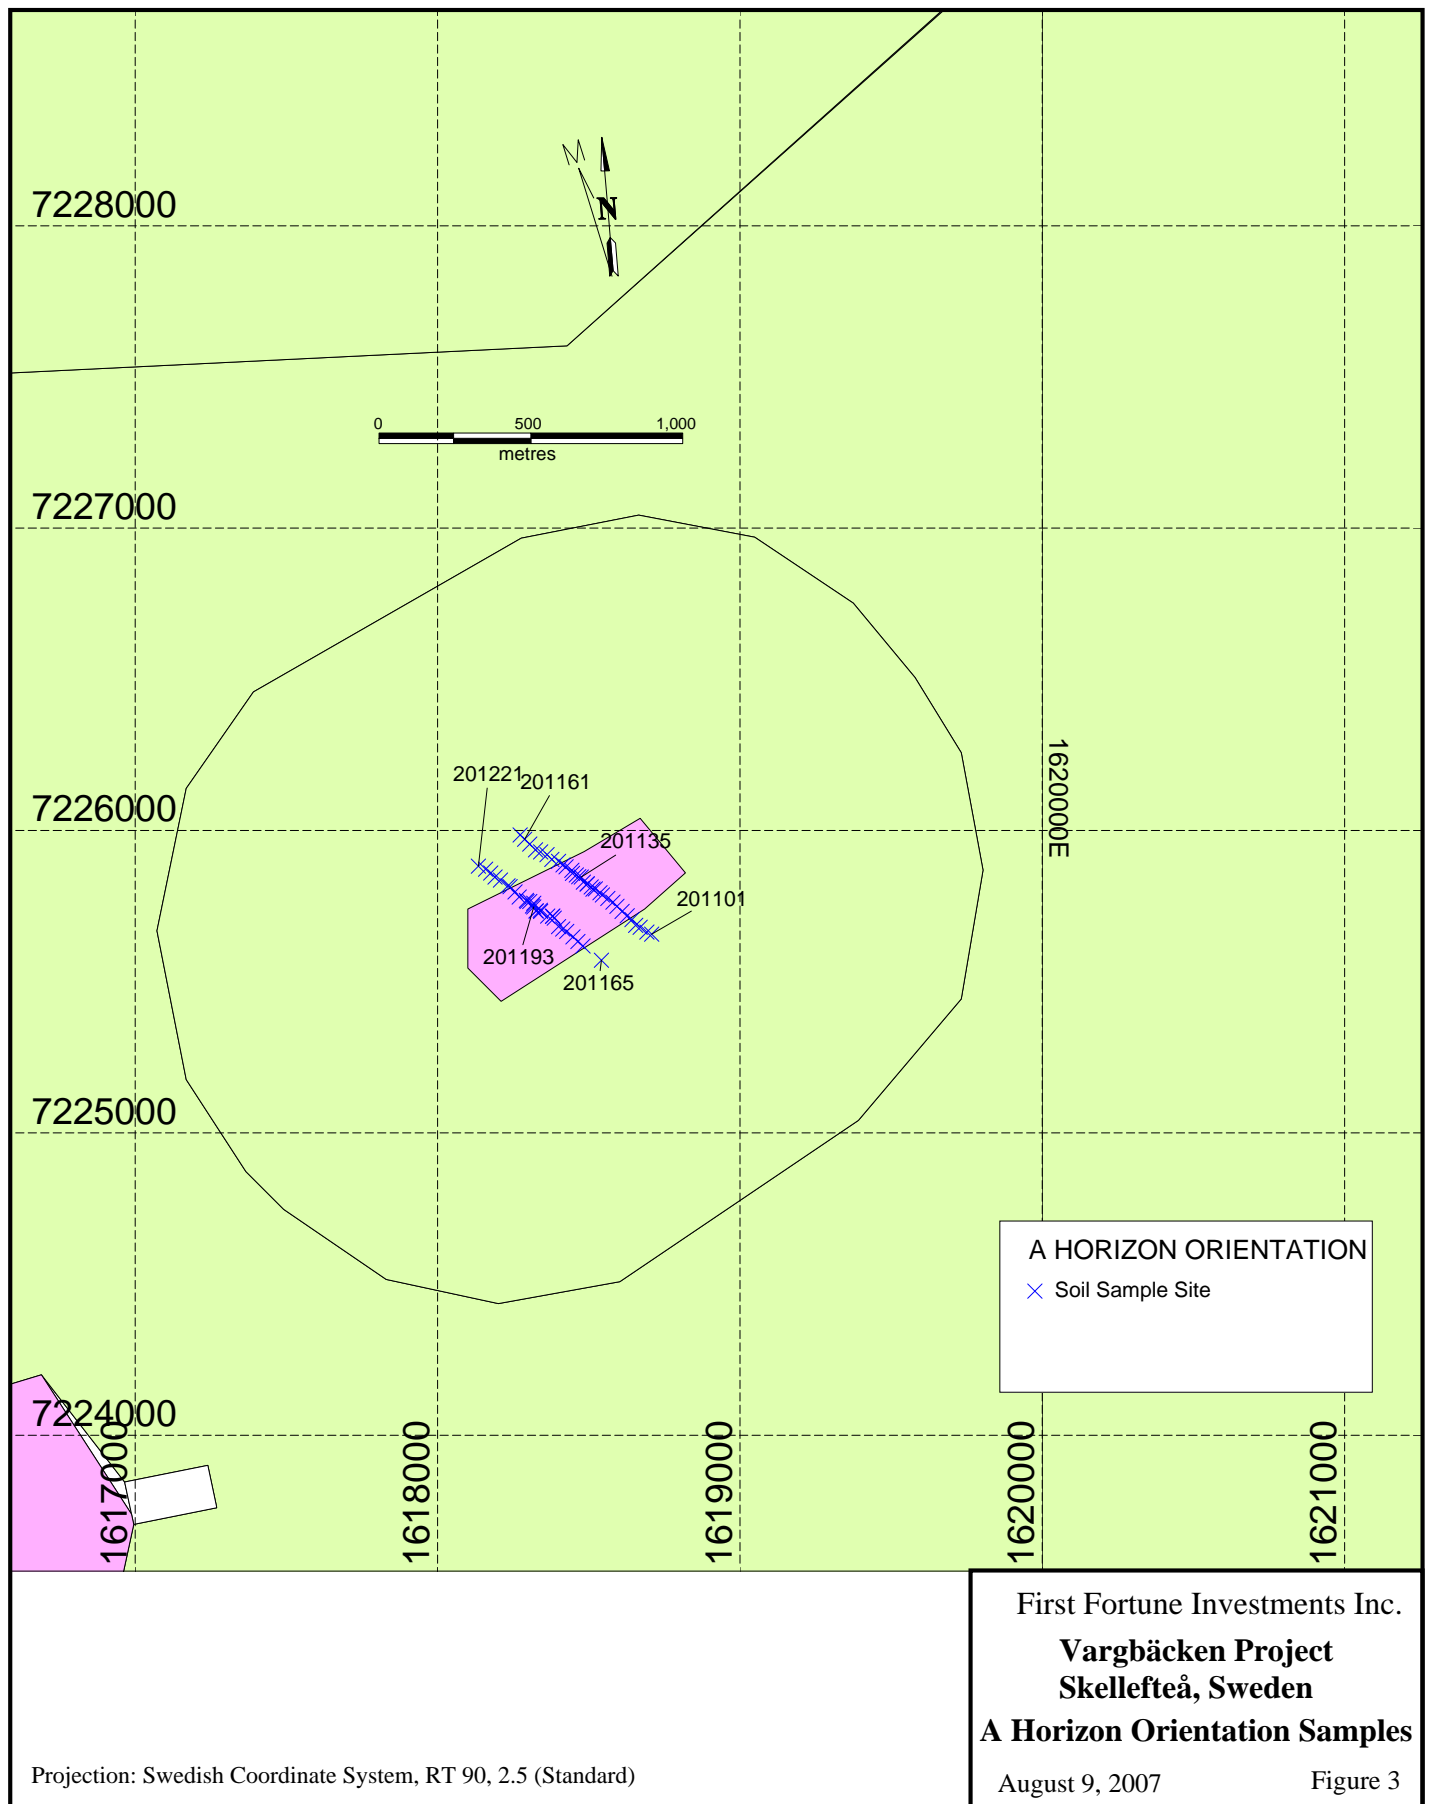 M
N
7228000
0 500 1,000
metres
7227000
1620000E
201221
201161
7226000
201135
201101
201193
201165
7225000
A HORIZON ORIENTATION
Soil Sample Site
7224000
1617000
1618000
1619000
1620000
1621000
First Fortune Investments Inc.
Vargbäcken Project
Skellefteå, Sweden
A Horizon Orientation Samples
Projection: Swedish Coordinate System, RT 90, 2.5 (Standard)
August 9, 2007
Figure 3